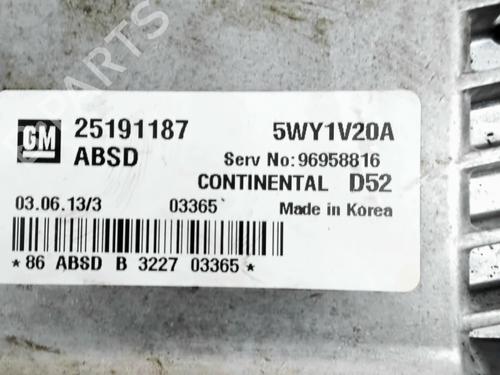 PARTS
GM 25191187 5WY1V20A
ABSD Serv No:96958816
CONTINENTAL D52
03.06.13/3 03365 Made in Korea
*86 ABSD B 3227 03365*